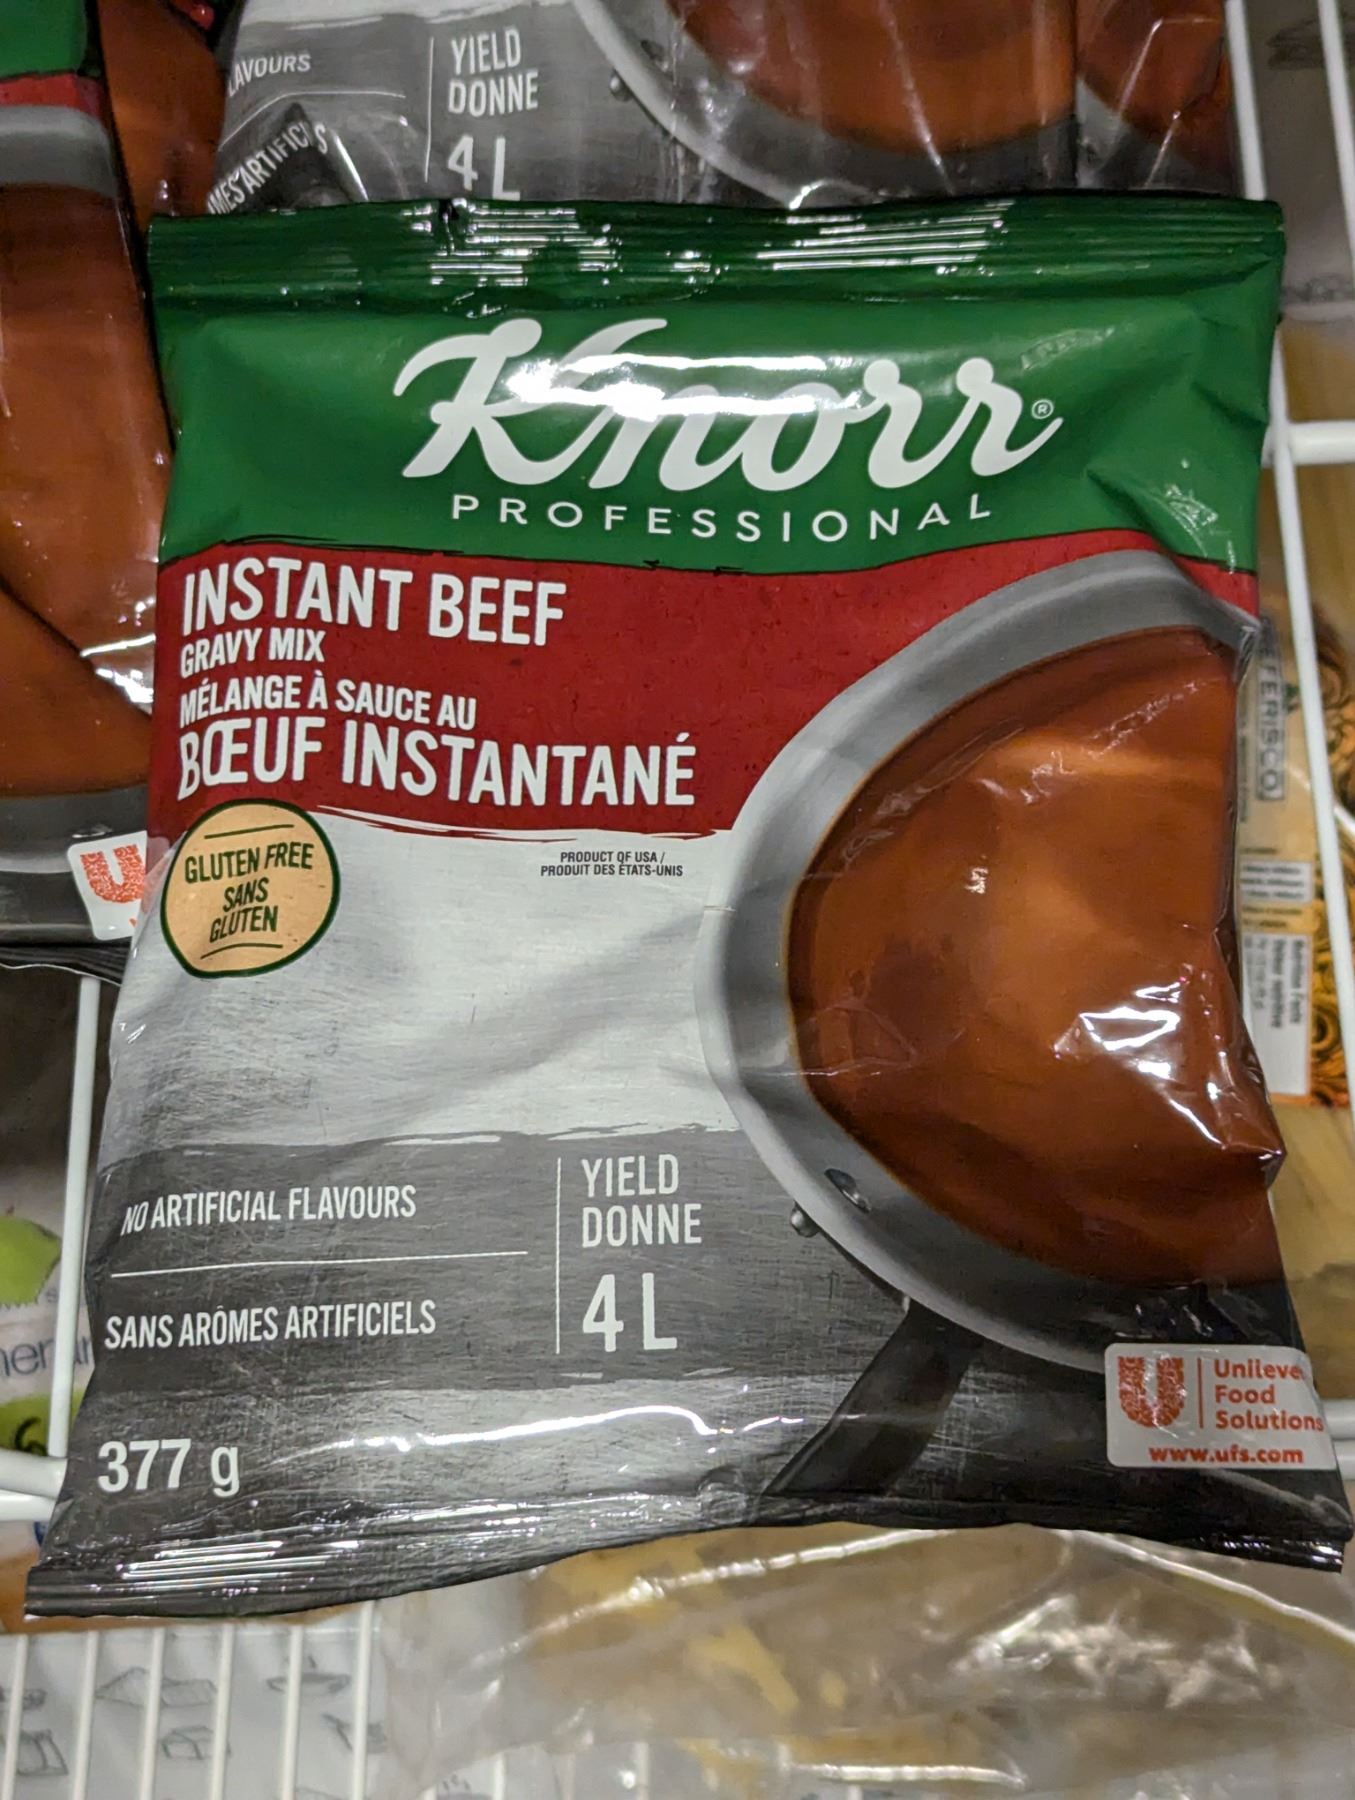 AVOURS
YIELD
DONNE
4 L
Knorr®
PROFESSIONAL
INSTANT BEEF
GRAVY MIX
MÉLANGE À SAUCE AU
BŒUF INSTANTANÉ
GLUTEN FREE
SANS
GLUTEN
PRODUCT OF USA /
PRODUIT DES ÉTATS-UNIS
NO ARTIFICIAL FLAVOURS
SANS ARÔMES ARTIFICIELS
YIELD
DONNE
4 L
377 g
Unilever
Food
Solutions
www.ufs.com